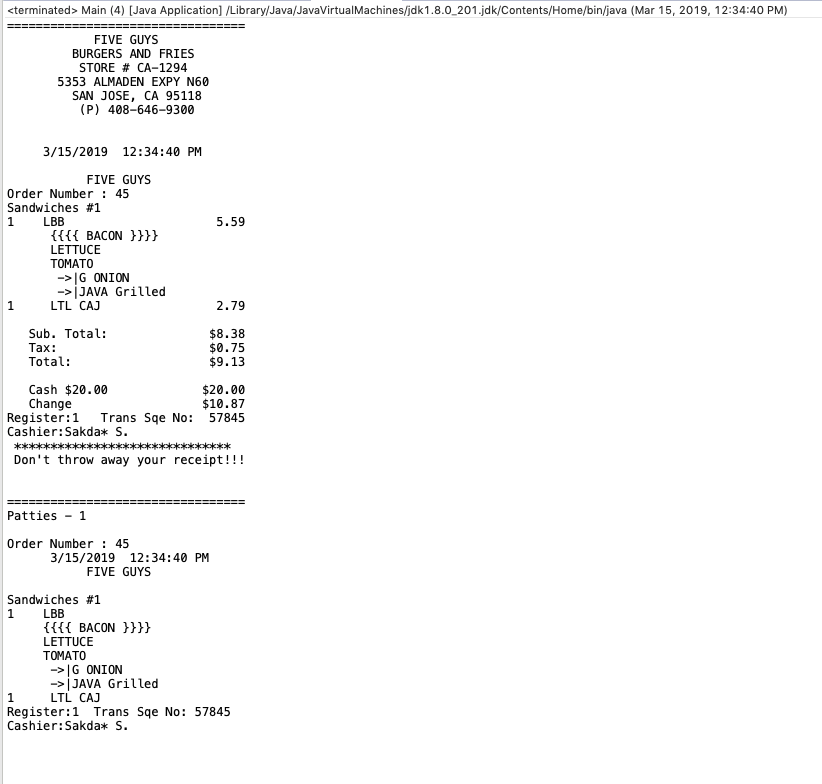 <terminated> Main (4) [Java Application] /Library/Java/JavaVirtualMachines/jdk1.8.0_201.jdk/Contents/Home/bin/java (Mar 15, 2019, 12:34:40 PM)
=================================
            FIVE GUYS
         BURGERS AND FRIES
          STORE # CA-1294
       5353 ALMADEN EXPY N60
         SAN JOSE, CA 95118
          (P) 408-646-9300
     3/15/2019  12:34:40 PM
           FIVE GUYS
Order Number : 45
Sandwiches #1
1    LBB                     5.59
      {{{{ BACON }}}}
      LETTUCE
      TOMATO
       ->|G ONION
       ->|JAVA Grilled
1     LTL CAJ                2.79
   Sub. Total:              $8.38
   Tax:                     $0.75
   Total:                   $9.13
   Cash $20.00             $20.00
   Change                  $10.87
Register:1   Trans Sqe No:  57845
Cashier:Sakda* S.
 ******************************
 Don't throw away your receipt!!!
=================================
Patties - 1
Order Number : 45
      3/15/2019  12:34:40 PM
           FIVE GUYS
Sandwiches #1
1    LBB
     {{{{ BACON }}}}
     LETTUCE
     TOMATO
      ->|G ONION
      ->|JAVA Grilled
1     LTL CAJ
Register:1  Trans Sqe No: 57845
Cashier:Sakda* S.